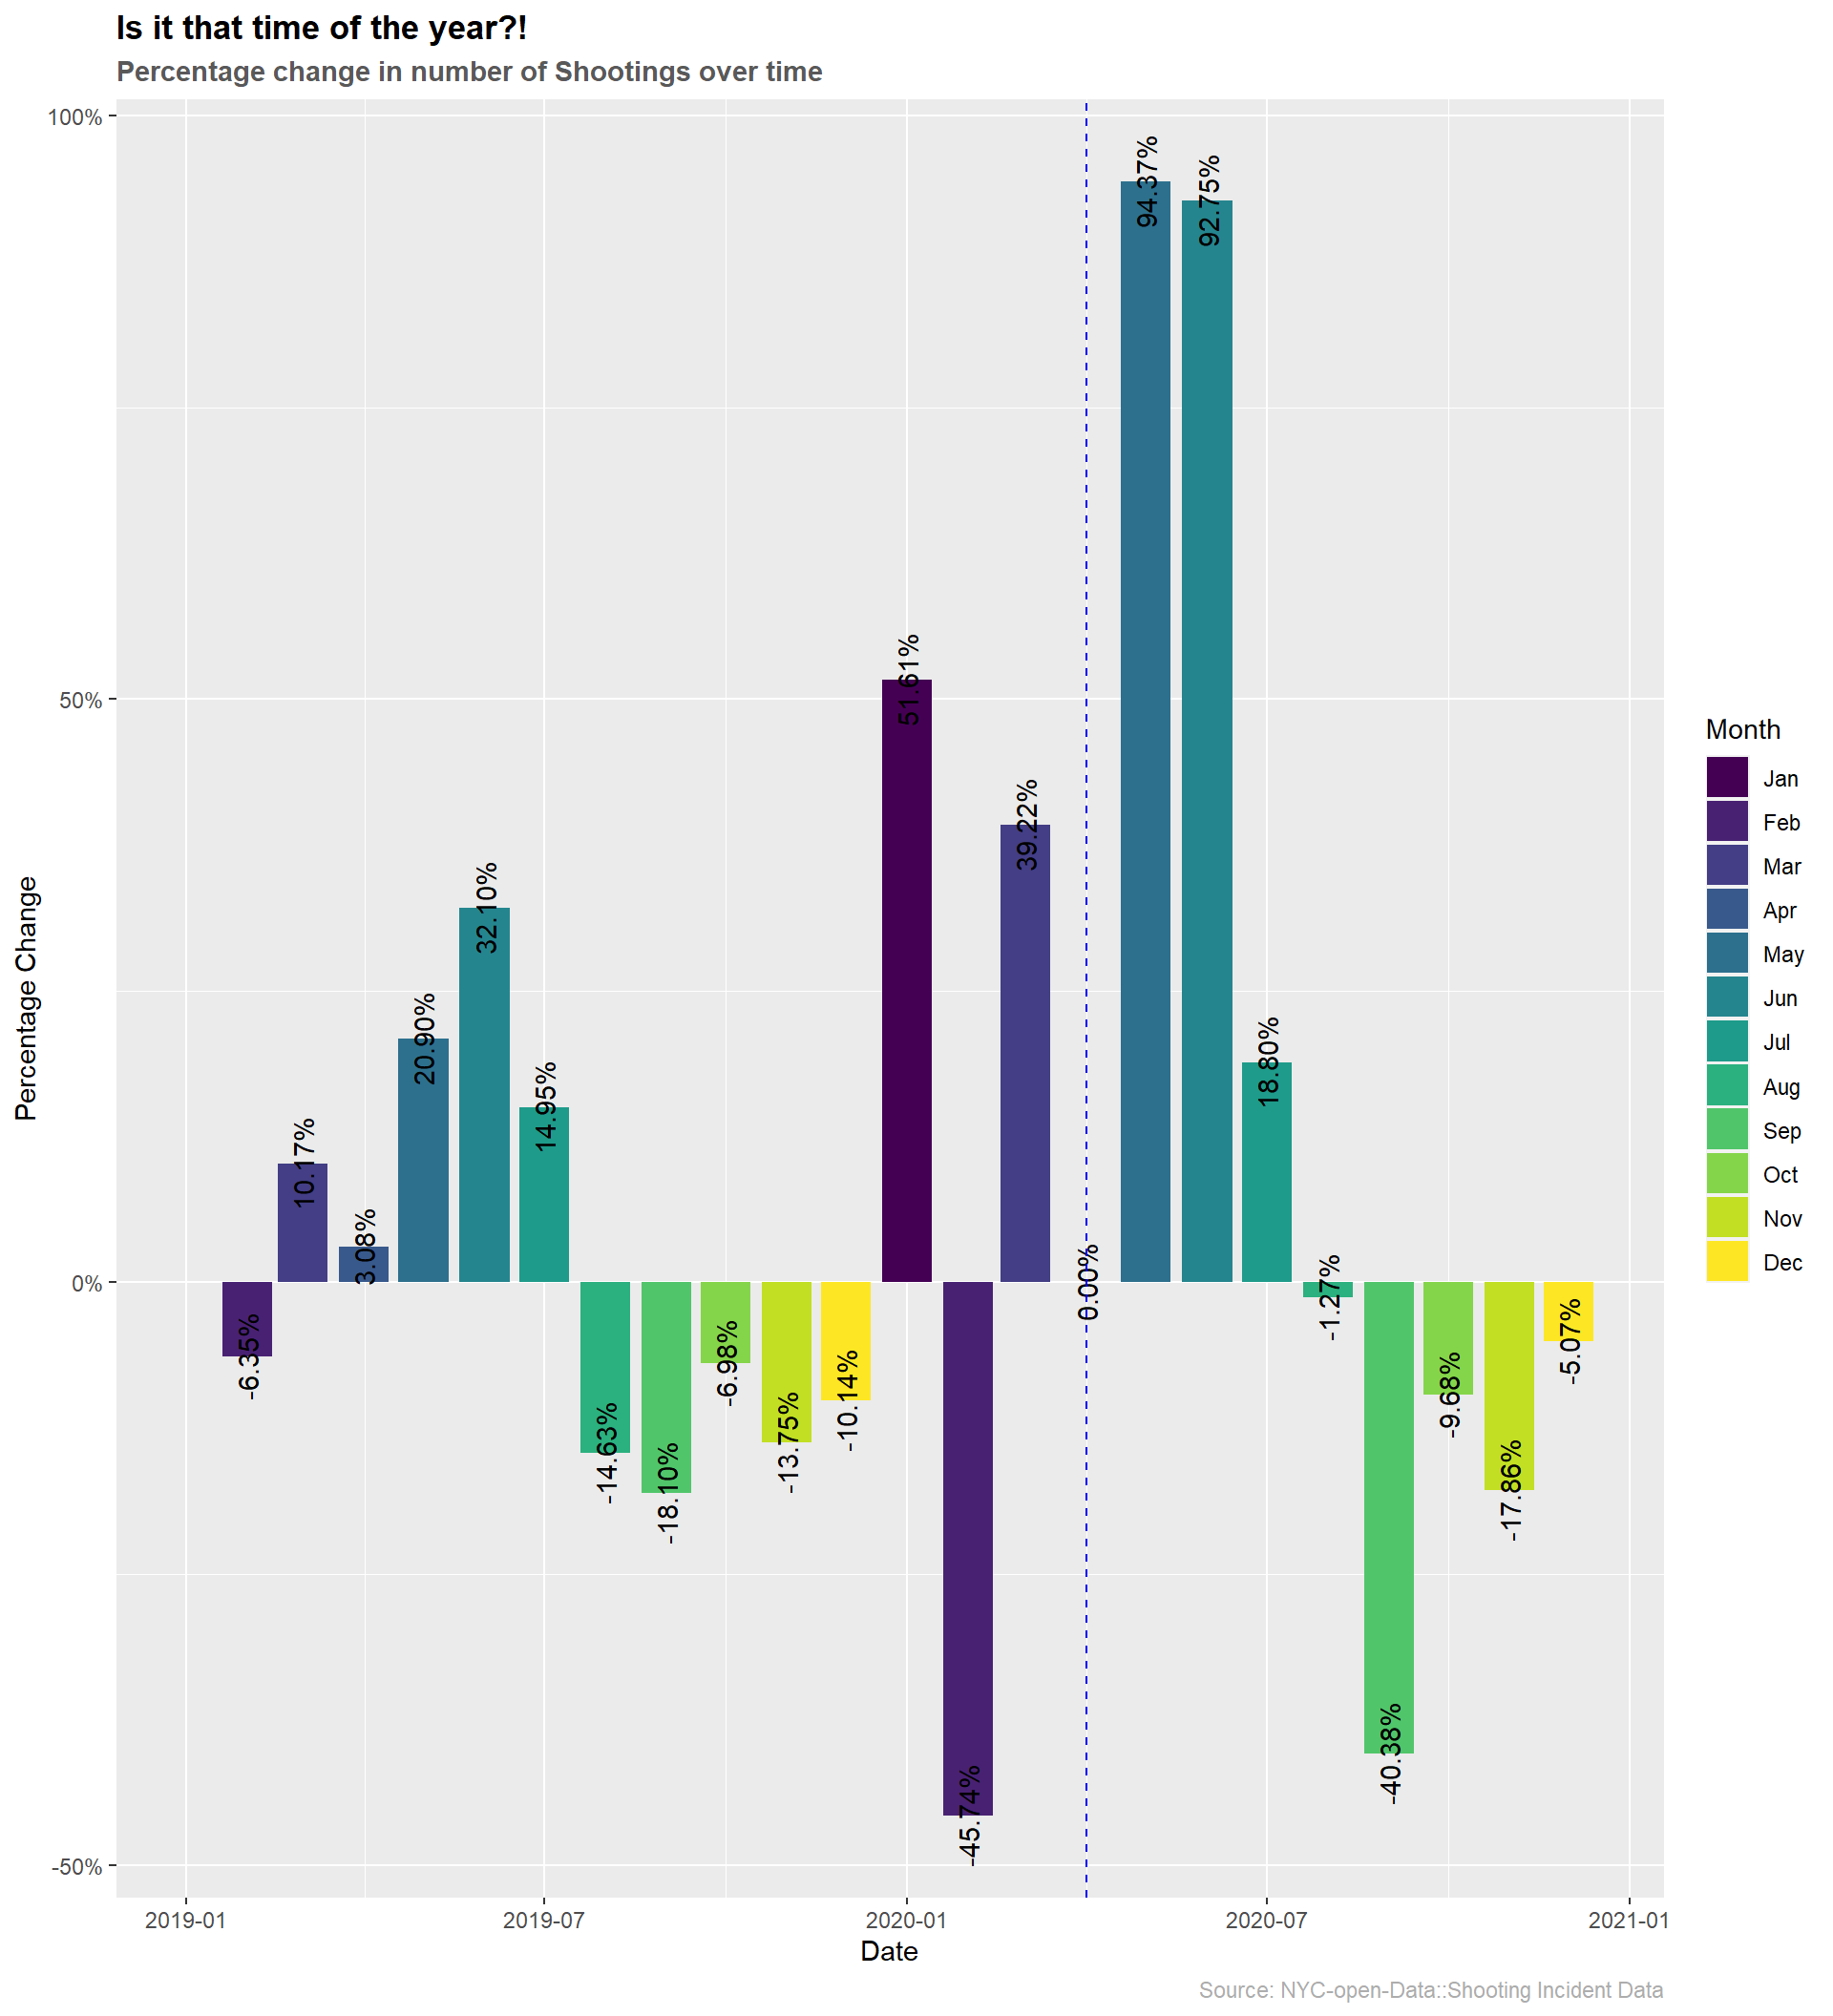 Is it that time of the year?!
Percentage change in number of Shootings over time
100%
50%
0%
-50%
Percentage Change
-6.35%
10.17%
3.08%
20.90%
32.10%
14.95%
-14.63%
-18.10%
-6.98%
-13.75%
-10.14%
51.61%
-45.74%
39.22%
0.00%
94.37%
92.75%
18.80%
-1.27%
-40.38%
-9.68%
-17.86%
-5.07%
2019-01
2019-07
2020-01
2020-07
2021-01
Date
Month
Jan
Feb
Mar
Apr
May
Jun
Jul
Aug
Sep
Oct
Nov
Dec
Source: NYC-open-Data::Shooting Incident Data